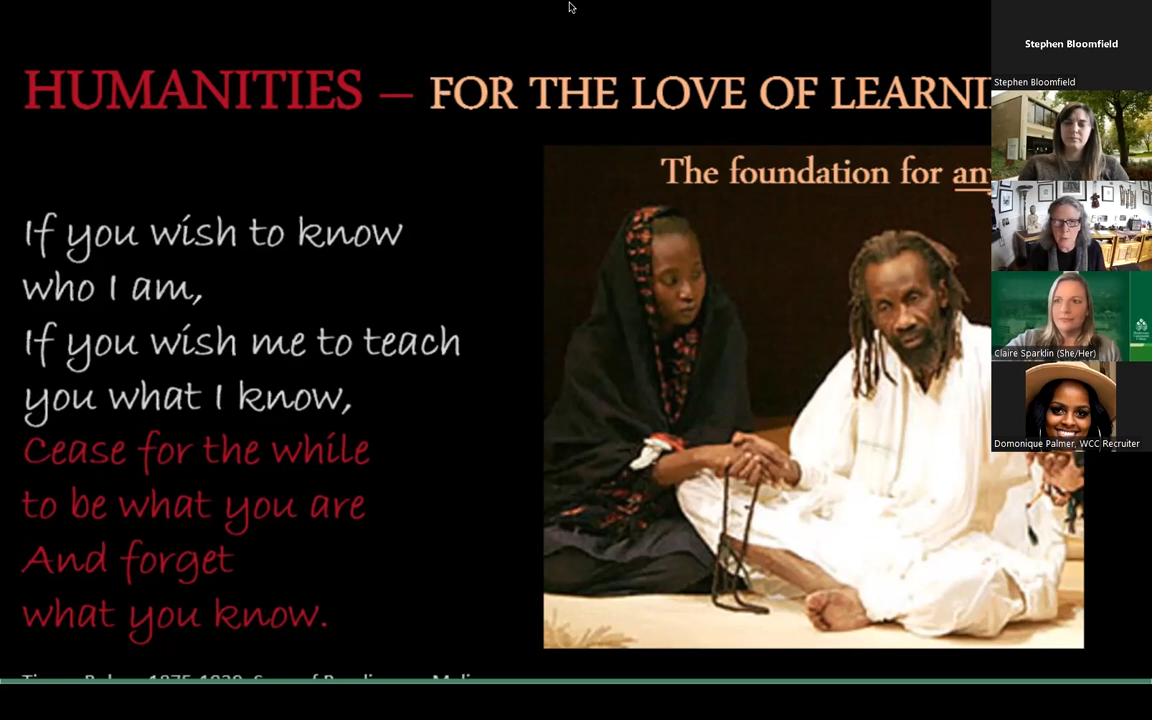 HUMANITIES – FOR THE LOVE OF LEARNI
The foundation for any
If you wish to know
who I am,
If you wish me to teach
you what I know,
Cease for the while
to be what you are
And forget
what you know.
Stephen Bloomfield
Stephen Bloomfield
Claire Sparklin (She/Her)
Domonique Palmer, WCC Recruiter